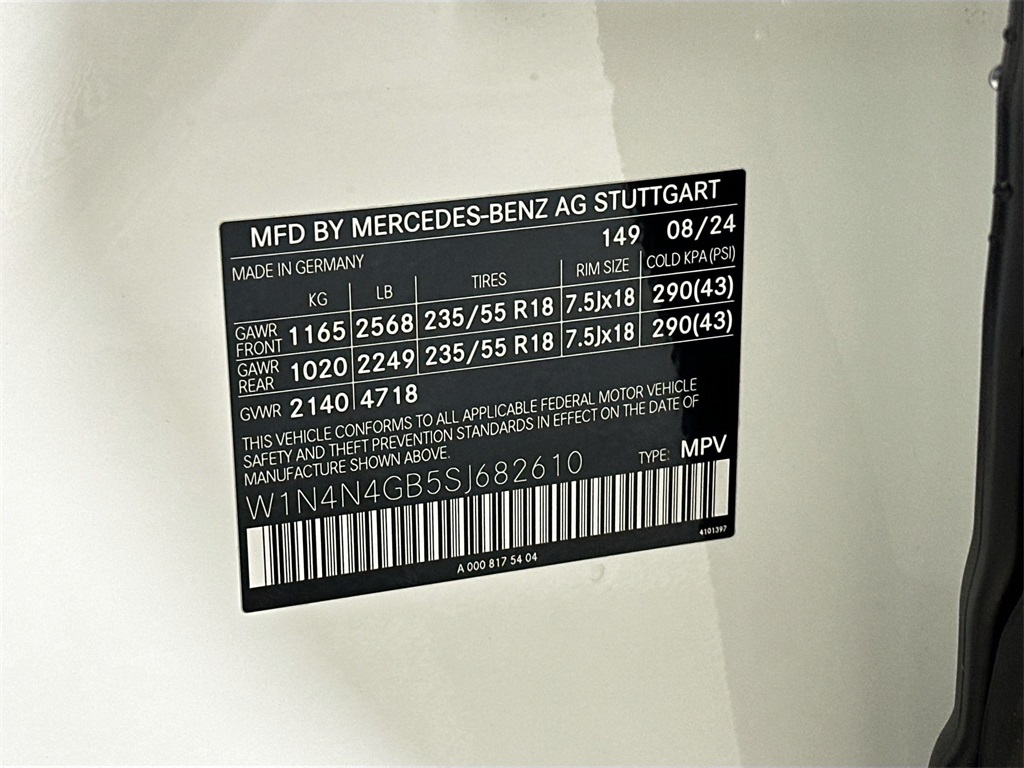 MFD BY MERCEDES-BENZ AG STUTTGART
149 08/24
MADE IN GERMANY
KG LB TIRES RIM SIZE COLD KPA (PSI)
GAWR FRONT 1165 2568 235/55 R18 7.5Jx18 290(43)
GAWR REAR 1020 2249 235/55 R18 7.5Jx18 290(43)
GVWR 2140 4718
THIS VEHICLE CONFORMS TO ALL APPLICABLE FEDERAL MOTOR VEHICLE
SAFETY AND THEFT PREVENTION STANDARDS IN EFFECT ON THE DATE OF
MANUFACTURE SHOWN ABOVE.
TYPE: MPV
W1N4N4GB5SJ682610
4101397
A 000 817 54 04